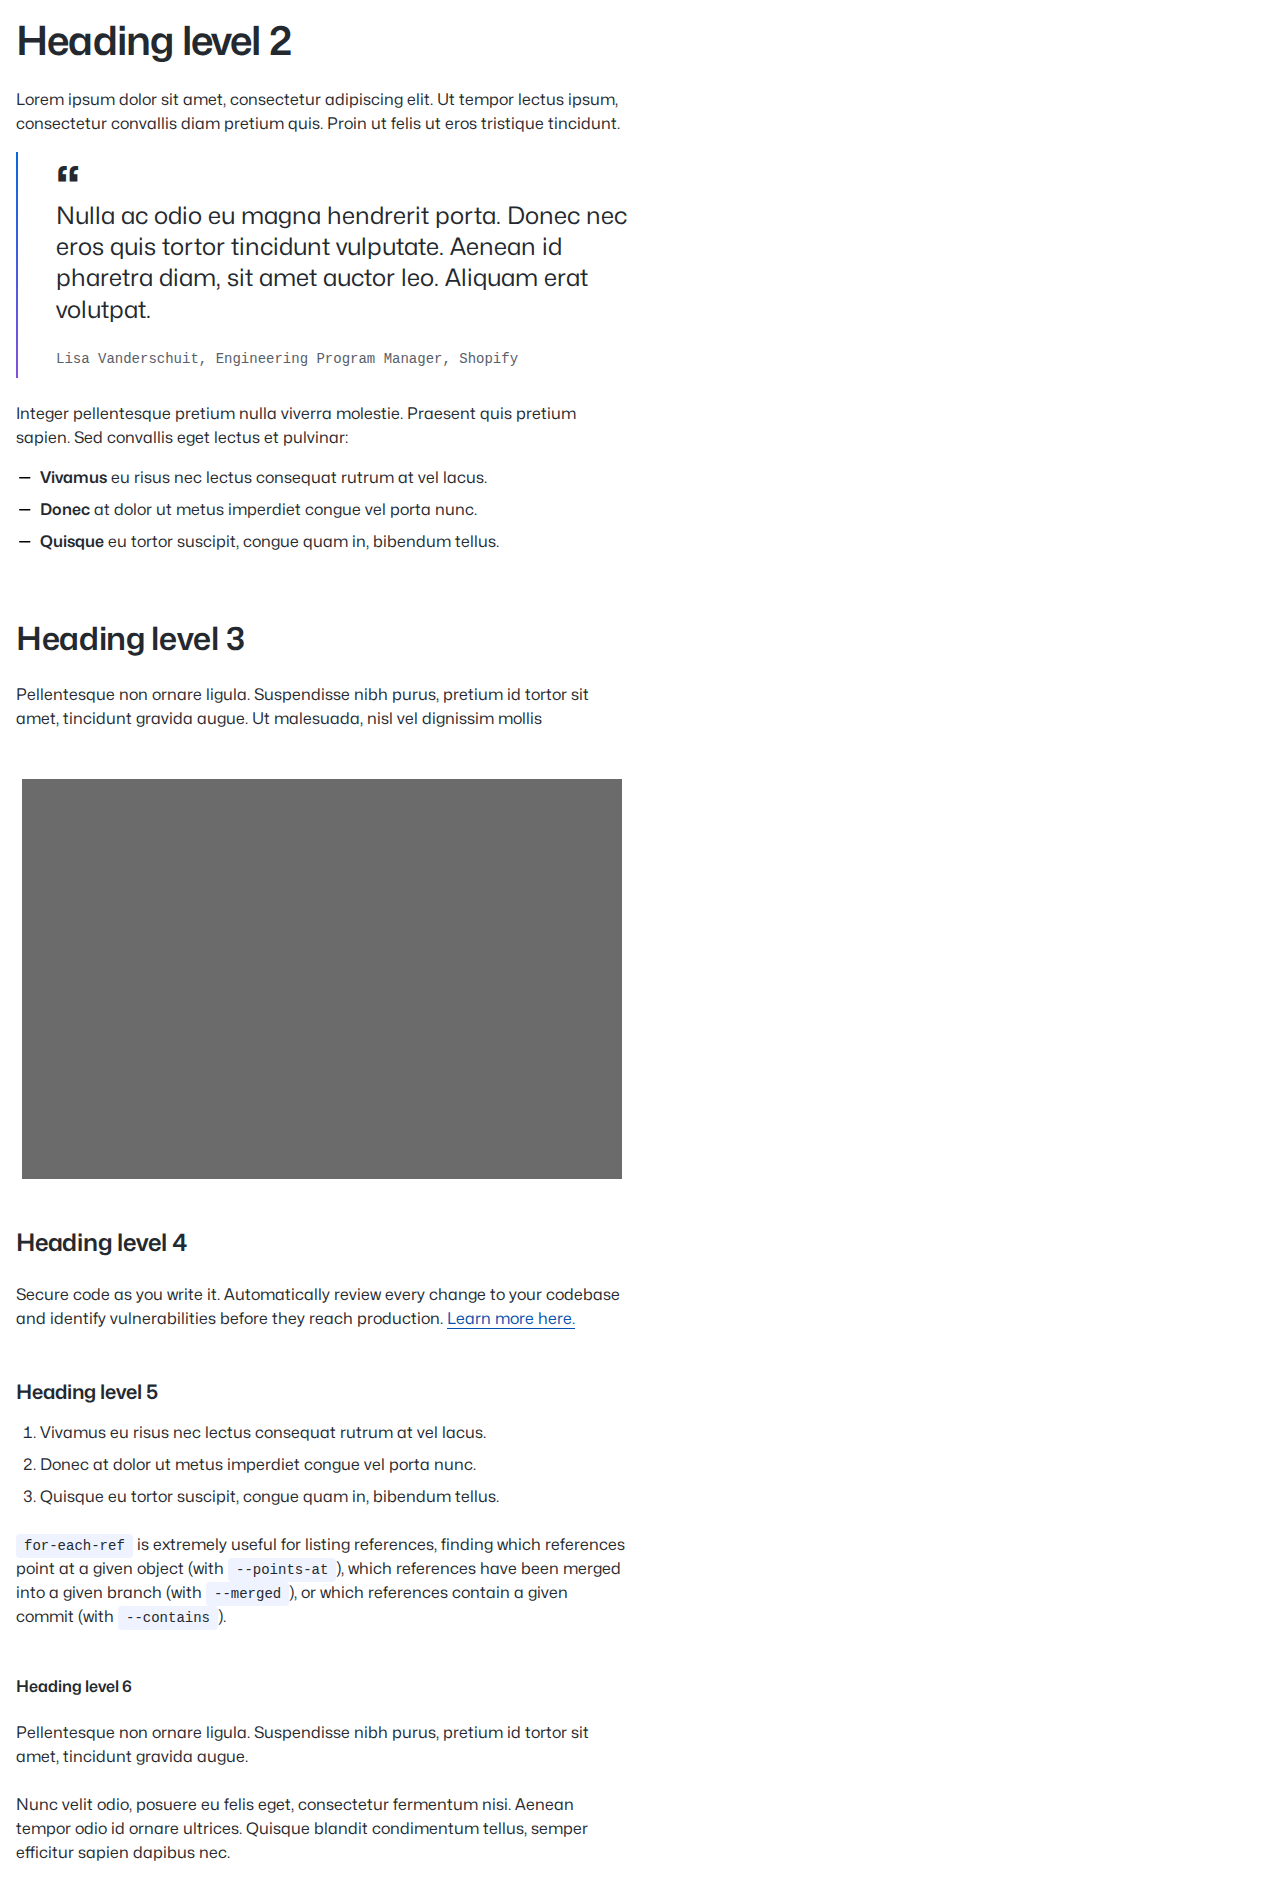 Heading level 2
Lorem ipsum dolor sit amet, consectetur adipiscing elit. Ut tempor lectus ipsum,
consectetur convallis diam pretium quis. Proin ut felis ut eros tristique tincidunt.
“
Nulla ac odio eu magna hendrerit porta. Donec nec
eros quis tortor tincidunt vulputate. Aenean id
pharetra diam, sit amet auctor leo. Aliquam erat
volutpat.
Lisa Vanderschuit, Engineering Program Manager, Shopify
Integer pellentesque pretium nulla viverra molestie. Praesent quis pretium
sapien. Sed convallis eget lectus et pulvinar:
— Vivamus eu risus nec lectus consequat rutrum at vel lacus.
— Donec at dolor ut metus imperdiet congue vel porta nunc.
— Quisque eu tortor suscipit, congue quam in, bibendum tellus.
Heading level 3
Pellentesque non ornare ligula. Suspendisse nibh purus, pretium id tortor sit
amet, tincidunt gravida augue. Ut malesuada, nisl vel dignissim mollis
Heading level 4
Secure code as you write it. Automatically review every change to your codebase
and identify vulnerabilities before they reach production. Learn more here.
Heading level 5
1. Vivamus eu risus nec lectus consequat rutrum at vel lacus.
2. Donec at dolor ut metus imperdiet congue vel porta nunc.
3. Quisque eu tortor suscipit, congue quam in, bibendum tellus.
for-each-ref is extremely useful for listing references, finding which references
point at a given object (with --points-at ), which references have been merged
into a given branch (with --merged ), or which references contain a given
commit (with --contains ).
Heading level 6
Pellentesque non ornare ligula. Suspendisse nibh purus, pretium id tortor sit
amet, tincidunt gravida augue.
Nunc velit odio, posuere eu felis eget, consectetur fermentum nisi. Aenean
tempor odio id ornare ultrices. Quisque blandit condimentum tellus, semper
efficitur sapien dapibus nec.